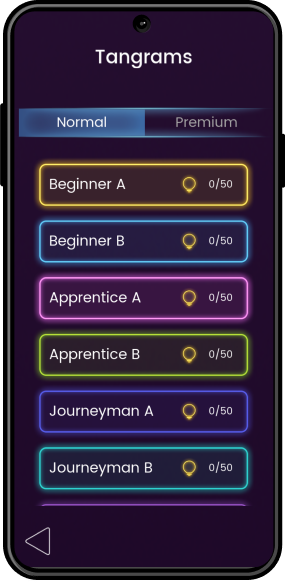 Tangrams
Normal Premium
Beginner A 0/50
Beginner B 0/50
Apprentice A 0/50
Apprentice B 0/50
Journeyman A 0/50
Journeyman B 0/50